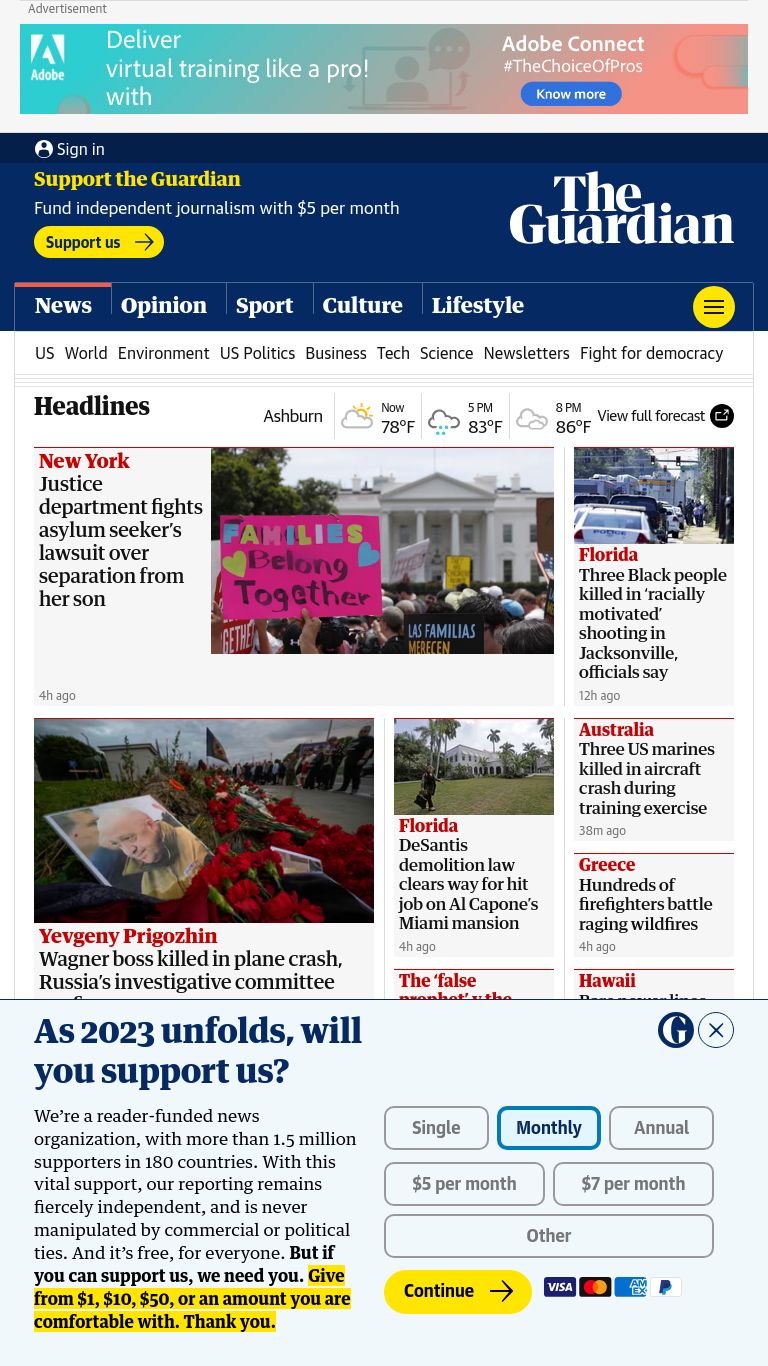 Advertisement
Adobe
Deliver
virtual training like a pro!
with
Adobe Connect
#TheChoiceOfPros
Know more
Sign in
Support the Guardian
Fund independent journalism with $5 per month
Support us
The
Guardian
News
Opinion
Sport
Culture
Lifestyle
US World Environment US Politics Business Tech Science Newsletters Fight for democracy
Headlines
Ashburn
Now
78°F
5 PM
83°F
8 PM
86°F
View full forecast
New York
Justice
department fights
asylum seeker's
lawsuit over
separation from
her son
4h ago
FAMILIES
Belong
Together
LAS FAMILIAS
MERECEN
POLICE
Florida
Three Black people
killed in 'racially
motivated'
shooting in
Jacksonville,
officials say
12h ago
Yevgeny Prigozhin
Wagner boss killed in plane crash,
Russia's investigative committee
Florida
DeSantis
demolition law
clears way for hit
job on Al Capone's
Miami mansion
4h ago
The 'false
prophet' v the
Australia
Three US marines
killed in aircraft
crash during
training exercise
38m ago
Greece
Hundreds of
firefighters battle
raging wildfires
4h ago
Hawaii
As 2023 unfolds, will
you support us?
We're a reader-funded news
organization, with more than 1.5 million
supporters in 180 countries. With this
vital support, our reporting remains
fiercely independent, and is never
manipulated by commercial or political
ties. And it's free, for everyone. But if
you can support us, we need you. Give
from $1, $10, $50, or an amount you are
comfortable with. Thank you.
Single
Monthly
Annual
$5 per month
$7 per month
Other
Continue
VISA
AM
EX